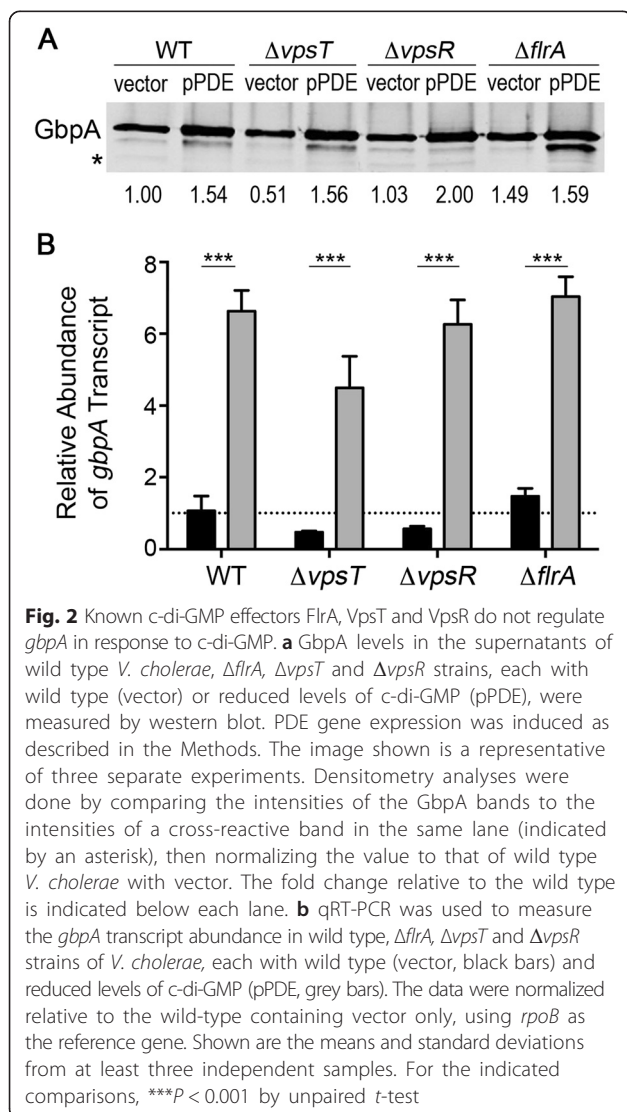 A
WT ΔvpsT ΔvpsR ΔflrA
vector pPDE vector pPDE vector pPDE vector pPDE
GbpA
*
1.00 1.54 0.51 1.56 1.03 2.00 1.49 1.59
B
*** *** *** ***
8
6
4
2
0
Relative Abundance
of gbpA Transcript
WT ΔvpsT ΔvpsR ΔflrA
Fig. 2 Known c-di-GMP effectors FlrA, VpsT and VpsR do not regulate
gbpA in response to c-di-GMP. a GbpA levels in the supernatants of
wild type V. cholerae, ΔflrA, ΔvpsT and ΔvpsR strains, each with
wild type (vector) or reduced levels of c-di-GMP (pPDE), were
measured by western blot. PDE gene expression was induced as
described in the Methods. The image shown is a representative
of three separate experiments. Densitometry analyses were
done by comparing the intensities of the GbpA bands to the
intensities of a cross-reactive band in the same lane (indicated
by an asterisk), then normalizing the value to that of wild type
V. cholerae with vector. The fold change relative to the wild type
is indicated below each lane. b qRT-PCR was used to measure
the gbpA transcript abundance in wild type, ΔflrA, ΔvpsT and ΔvpsR
strains of V. cholerae, each with wild type (vector, black bars) and
reduced levels of c-di-GMP (pPDE, grey bars). The data were normalized
relative to the wild-type containing vector only, using rpoB as
the reference gene. Shown are the means and standard deviations
from at least three independent samples. For the indicated
comparisons, ***P < 0.001 by unpaired t-test